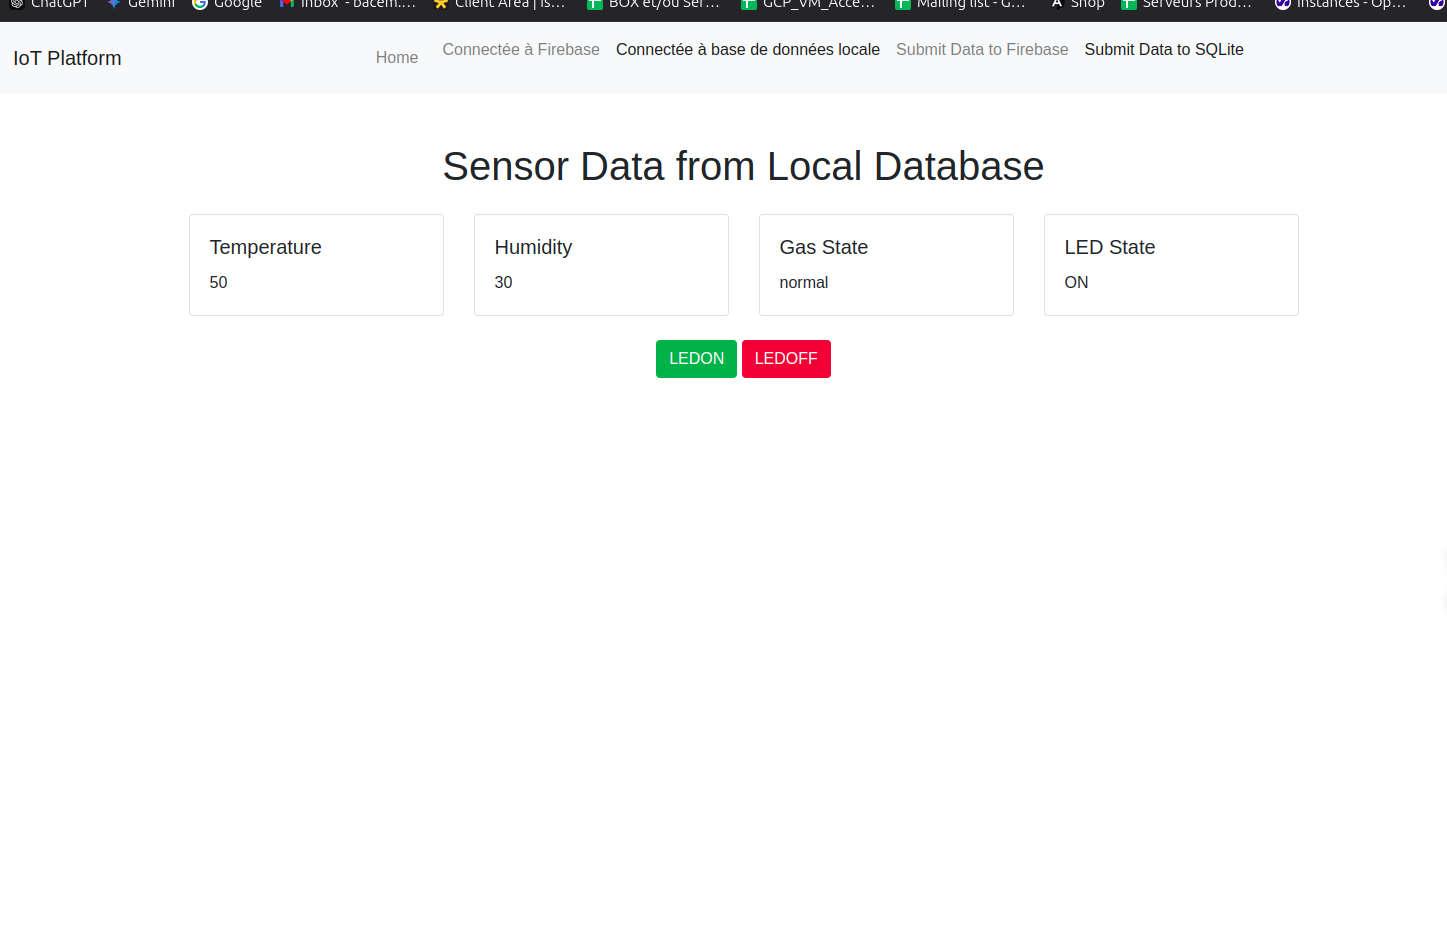 ChatGPT Gemini Google Inbox - bacem.... Client Area | is... BOX et/ou Ser... GCP_VM_Acce... Mailing list - G... Shop Serveurs Prod... Instances - Op...
IoT Platform Home Connectée à Firebase Connectée à base de données locale Submit Data to Firebase Submit Data to SQLite
Sensor Data from Local Database
Temperature Humidity Gas State LED State
50 30 normal ON
LEDON LEDOFF